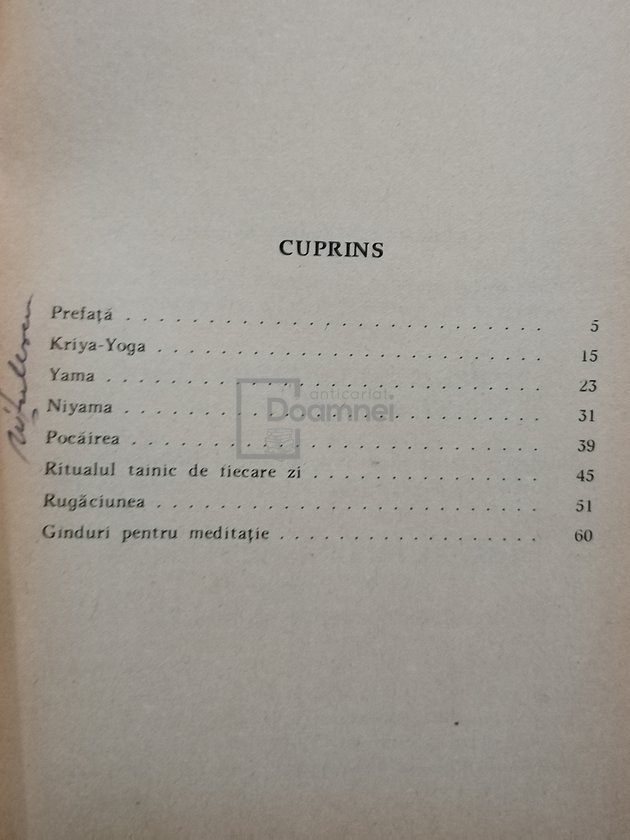 CUPRINS
Prefață . . . . . . . . . . . . . . . . . . . . 5
Kriya-Yoga . . . . . . . . . . . . . . . . . . 15
Yama . . . . . . . . . . . . . . . . . . . . . 23
anticariat
Doamnei
Niyama . . . . . . . . . . . . . . . . . . . . 31
Pocăirea . . . . . . . . . . . . . . . . . . . 39
Ritualul tainic de fiecare zi . . . . . . . . . . 45
Rugăciunea . . . . . . . . . . . . . . . . . . 51
Ginduri pentru meditație . . . . . . . . . . . . 60